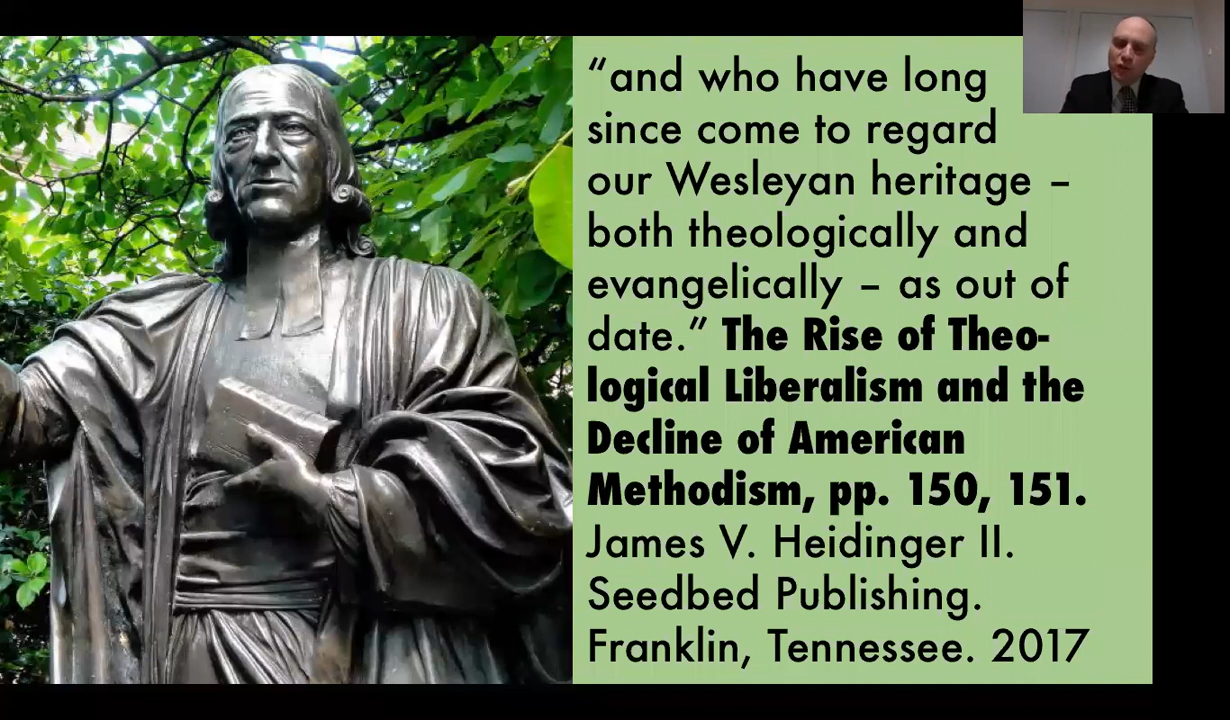 “and who have long
since come to regard
our Wesleyan heritage –
both theologically and
evangelically – as out of
date.” The Rise of Theo-
logical Liberalism and the
Decline of American
Methodism, pp. 150, 151.
James V. Heidinger II.
Seedbed Publishing.
Franklin, Tennessee. 2017